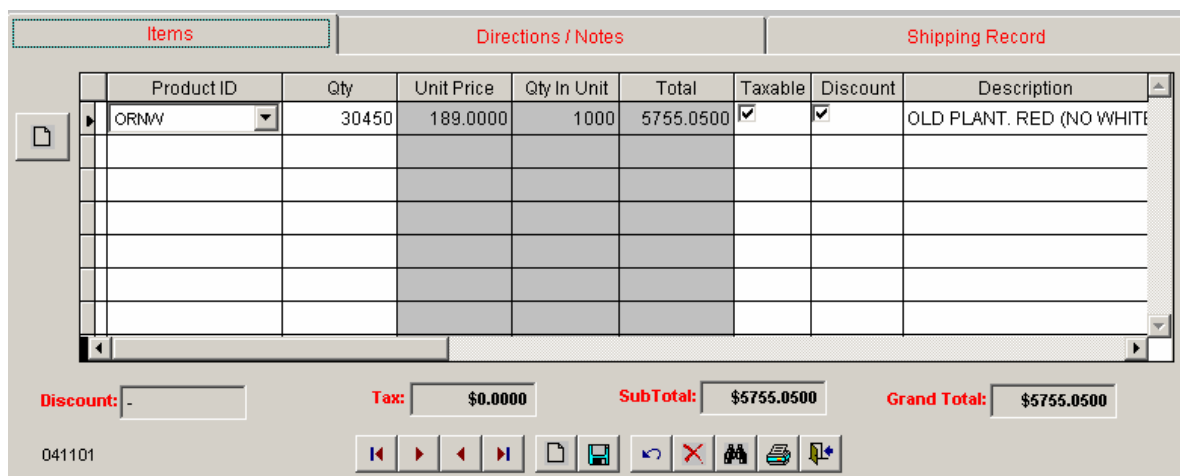 Items Directions / Notes Shipping Record
Product ID Qty Unit Price Qty In Unit Total Taxable Discount Description
ORNW 30450 189.0000 1000 5755.0500 OLD PLANT. RED (NO WHITE
Discount: - Tax: $0.0000 SubTotal: $5755.0500 Grand Total: $5755.0500
041101